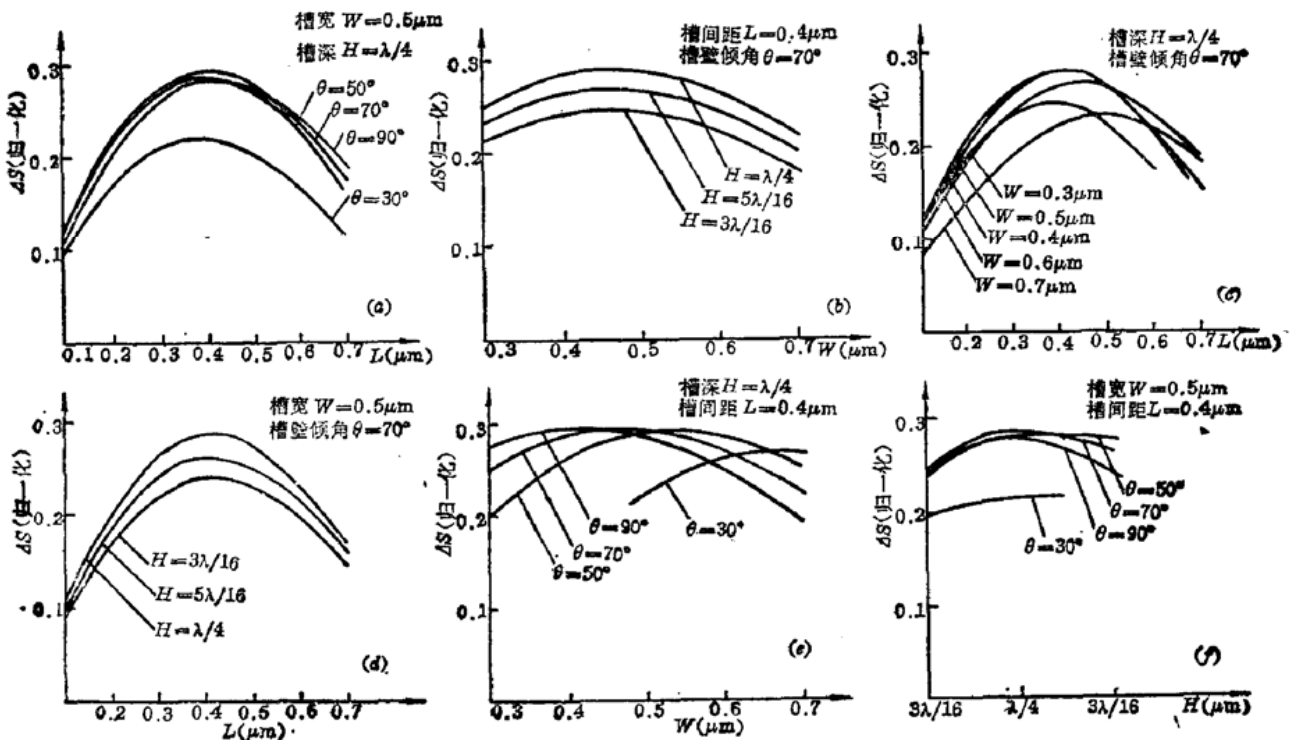 槽宽 W=0.5μm
槽深 H=λ/4
ΔS(归一化)
0.3
0.2
0.1
θ=50°
θ=70°
θ=90°
θ=30°
(a)
0.1 0.2 0.3 0.4 0.5 0.6 0.7 L(μm)
槽间距 L=0.4μm
槽壁倾角 θ=70°
ΔS(归一化)
0.3
0.2
0.1
H=λ/4
H=5λ/16
H=3λ/16
(b)
0.3 0.4 0.5 0.6 0.7 W(μm)
槽深 H=λ/4
槽壁倾角 θ=70°
ΔS(归一化)
0.3
0.2
0.1
W=0.3μm
W=0.5μm
W=0.4μm
W=0.6μm
W=0.7μm
(c)
0.2 0.3 0.4 0.5 0.6 0.7 L(μm)
槽宽 W=0.5μm
槽壁倾角 θ=70°
ΔS(归一化)
0.3
0.2
0.1
H=3λ/16
H=5λ/16
H=λ/4
(d)
0.2 0.3 0.4 0.5 0.6 0.7
L(μm)
槽深 H=λ/4
槽间距 L=0.4μm
ΔS(归一化)
0.3
0.2
0.1
θ=90°
θ=30°
θ=70°
θ=50°
(e)
0.3 0.4 0.5 0.6 0.7
W(μm)
槽宽 W=0.5μm
槽间距 L=0.4μm
ΔS(归一化)
0.3
0.2
0.1
θ=50°
θ=70°
θ=90°
θ=30°
(f)
3λ/16 λ/4 3λ/16 H(μm)